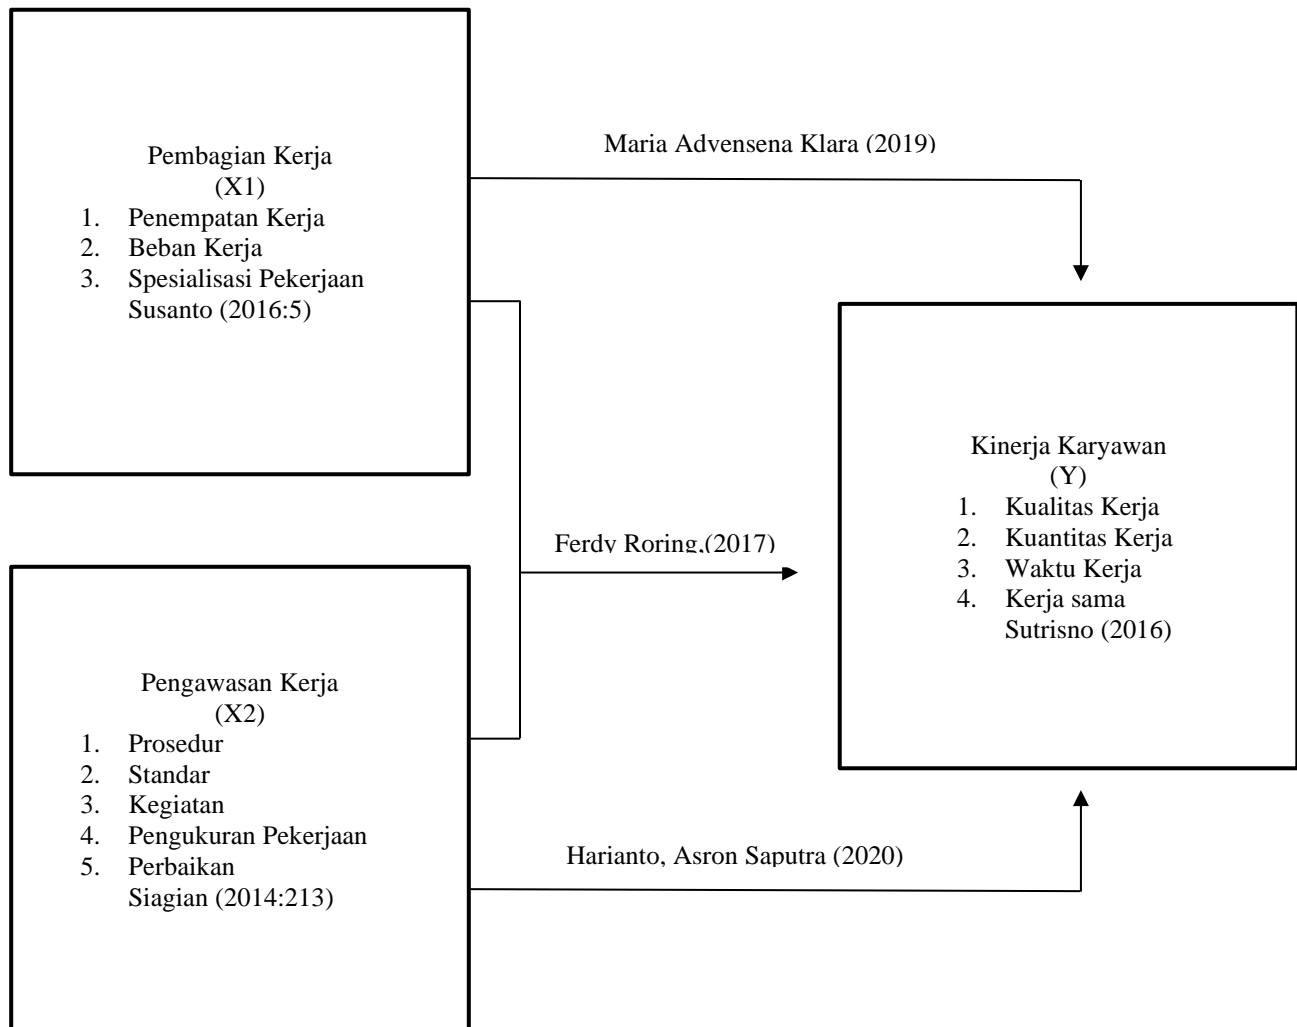 Pembagian Kerja
(X1)
1. Penempatan Kerja
2. Beban Kerja
3. Spesialisasi Pekerjaan
Susanto (2016:5)
Maria Advensena Klara (2019)
Ferdy Roring,(2017)
Kinerja Karyawan
(Y)
1. Kualitas Kerja
2. Kuantitas Kerja
3. Waktu Kerja
4. Kerja sama
Sutrisno (2016)
Pengawasan Kerja
(X2)
1. Prosedur
2. Standar
3. Kegiatan
4. Pengukuran Pekerjaan
5. Perbaikan
Siagian (2014:213)
Harianto, Asron Saputra (2020)